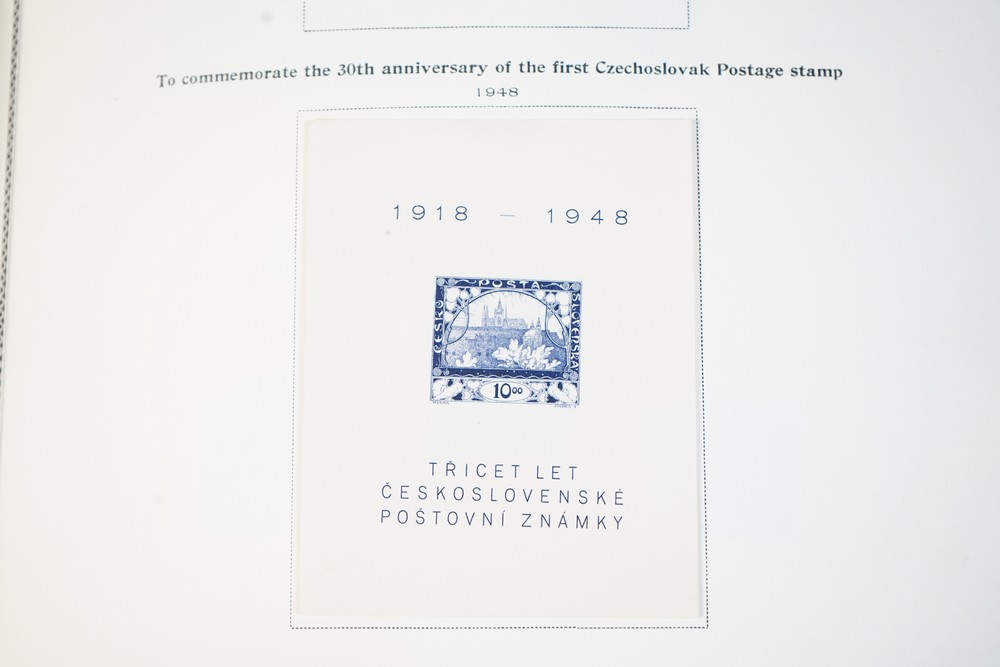 To commemorate the 30th anniversary of the first Czechoslovak Postage stamp
1948
1918 — 1948
POŠTA
ČESKO
SLOVENSKÁ
10⁰⁰
TŘICET LET
ČESKOSLOVENSKÉ
POŠTOVNÍ ZNÁMKY